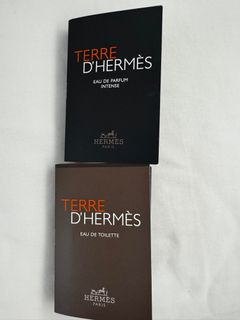 TERRE
D'HERMÈS
EAU DE PARFUM
INTENSE
HERMÈS
PARIS
TERRE
D'HERMÈS
EAU DE TOILETTE
HERMÈS
PARIS